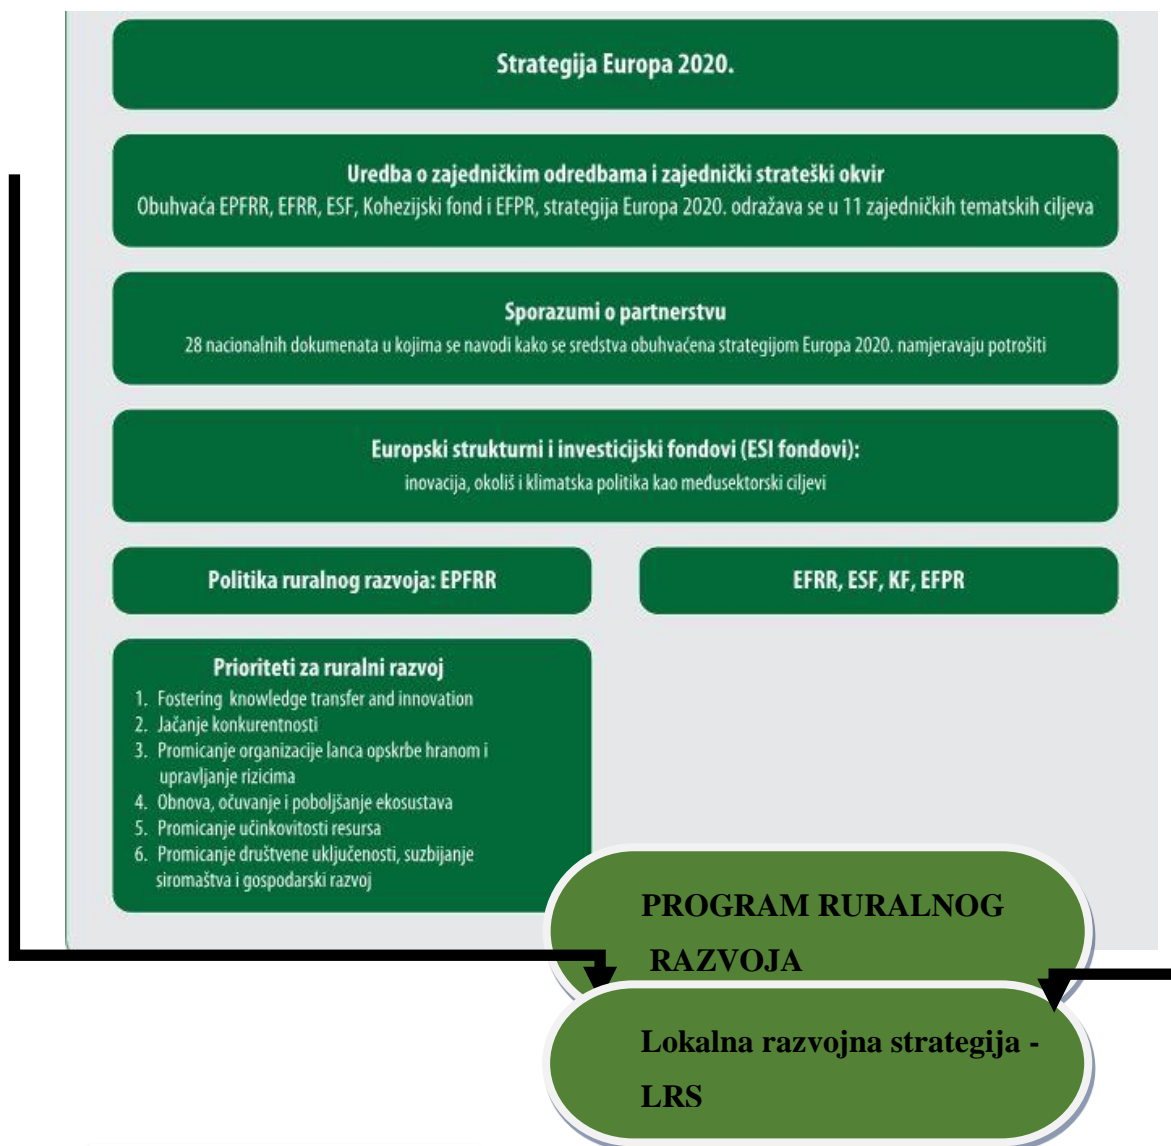 Strategija Europa 2020.
Uredba o zajedničkim odredbama i zajednički strateški okvir
Obuhvaća EPFRR, EFRR, ESF, Kohezijski fond i EFPR, strategija Europa 2020. odražava se u 11 zajedničkih tematskih ciljeva
Sporazumi o partnerstvu
28 nacionalnih dokumenata u kojima se navodi kako se sredstva obuhvaćena strategijom Europa 2020. namjeravaju potrošiti
Europski strukturni i investicijski fondovi (ESI fondovi):
inovacija, okoliš i klimatska politika kao međusektorski ciljevi
Politika ruralnog razvoja: EPFRR
EFRR, ESF, KF, EFPR
Prioriteti za ruralni razvoj
1. Fostering knowledge transfer and innovation
2. Jačanje konkurentnosti
3. Promicanje organizacije lanca opskrbe hranom i
upravljanje rizicima
4. Obnova, očuvanje i poboljšanje ekosustava
5. Promicanje učinkovitosti resursa
6. Promicanje društvene uključenosti, suzbijanje
siromaštva i gospodarski razvoj
PROGRAM RURALNOG
RAZVOJA
Lokalna razvojna strategija -
LRS